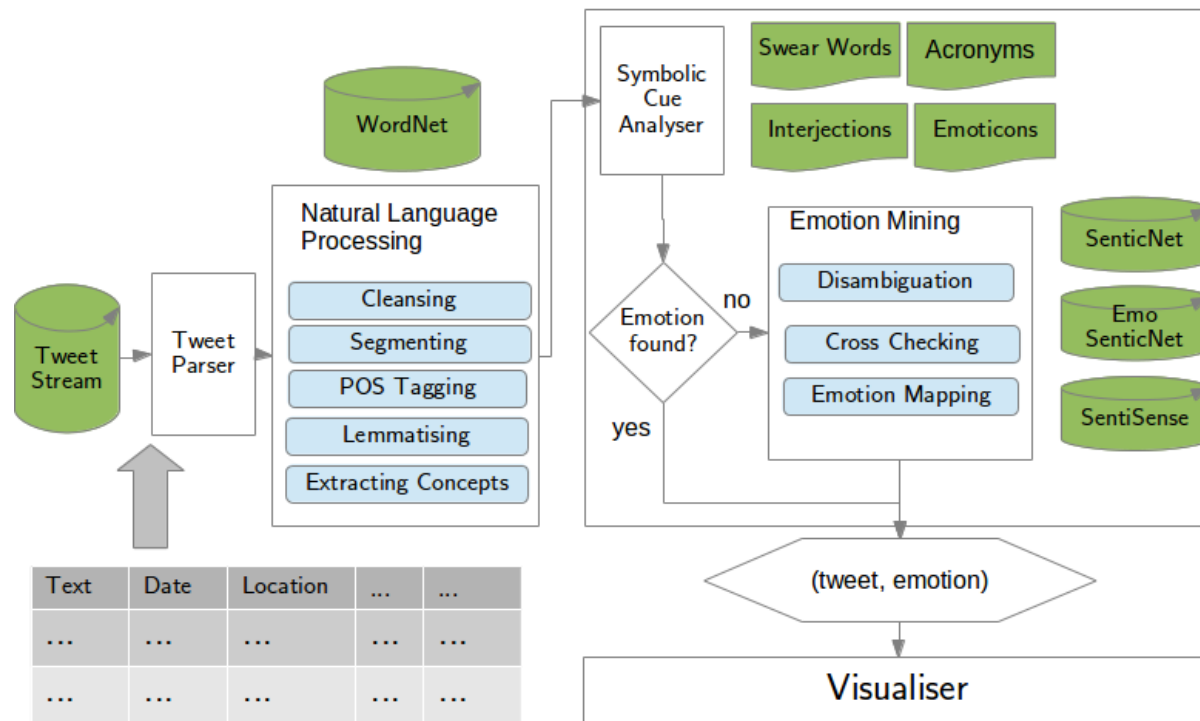 WordNet
Natural Language
Processing
Cleansing
Segmenting
POS Tagging
Lemmatising
Extracting Concepts
Tweet
Stream
Tweet
Parser
Text Date Location ... ...
... ... ... ... ...
... ... ... ... ...
Symbolic
Cue
Analyser
Swear Words
Acronyms
Interjections
Emoticons
Emotion
found?
no
yes
Emotion Mining
Disambiguation
Cross Checking
Emotion Mapping
SenticNet
Emo
SenticNet
SentiSense
(tweet, emotion)
Visualiser